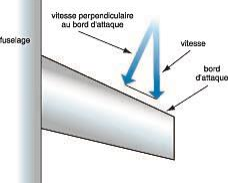 vitesse perpendiculaire
au bord d'attaque
fuselage
vitesse
bord
d'attaque